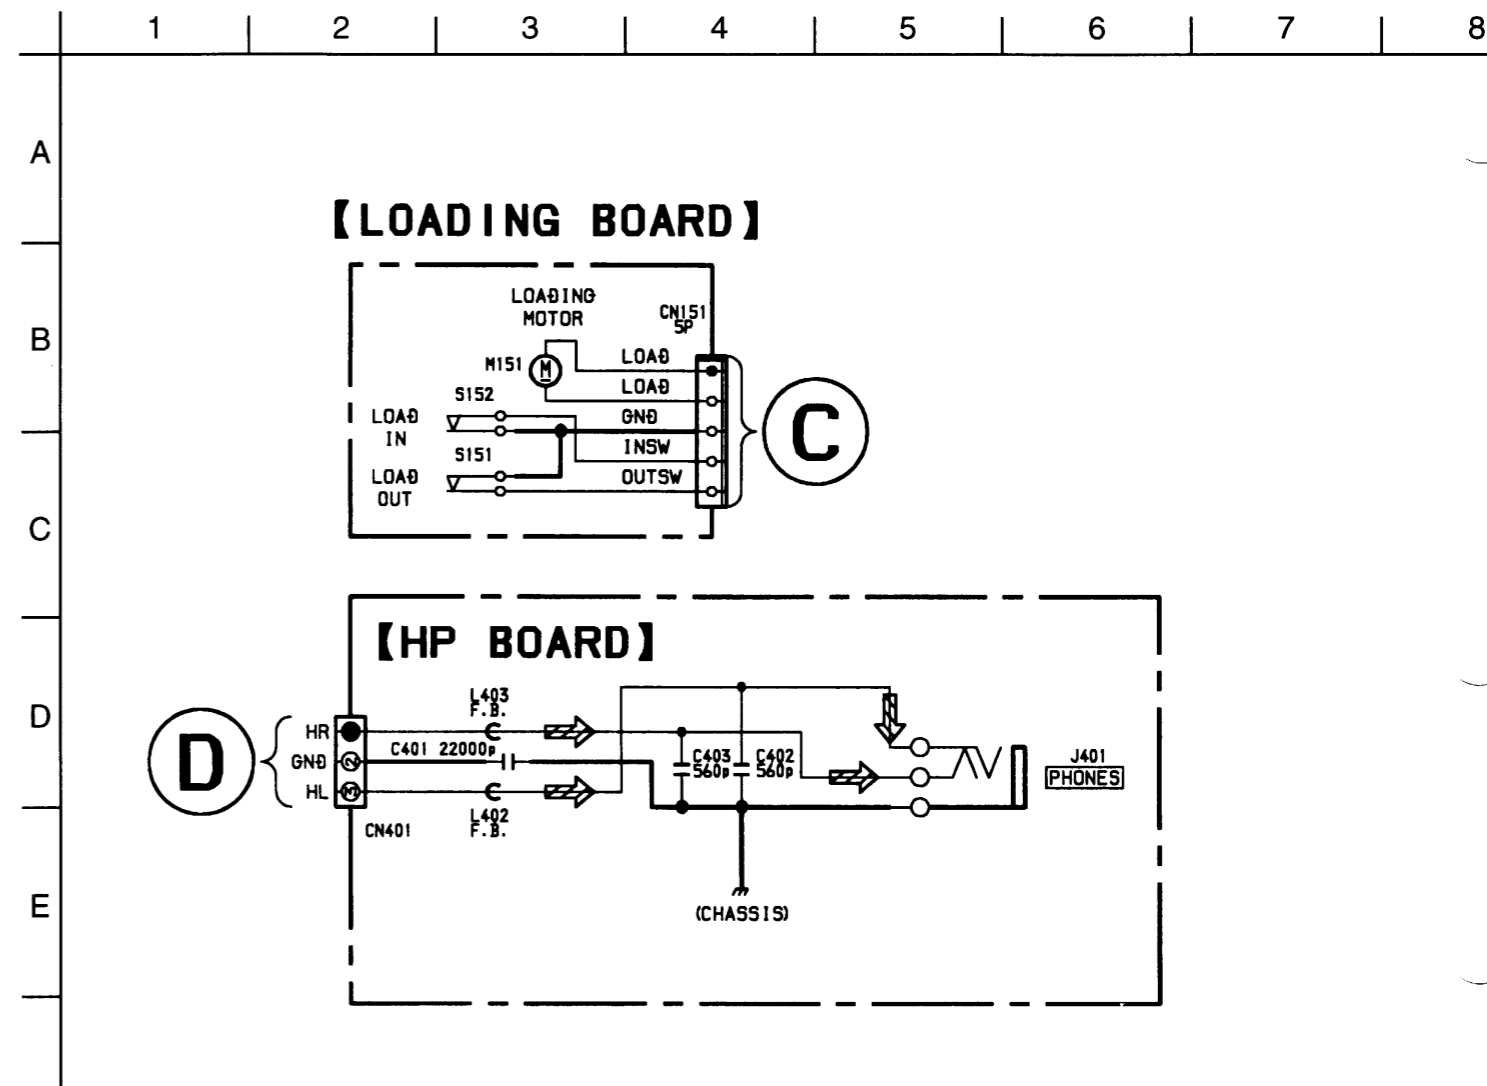 1 2 3 4 5 6 7 8
A
【LOADING BOARD】
LOADING
MOTOR
CN151
5P
B
M151
LOAD
S152
LOAD
LOAD
IN
GND
C
S151
INSW
LOAD
OUT
OUTSW
C
【HP BOARD】
D
L403
F.B.
HR
C401 22000p
C403
560p
C402
560p
J401
PHONES
D
GND
2
HL
3
L402
F.B.
CN401
E
(CHASSIS)
M